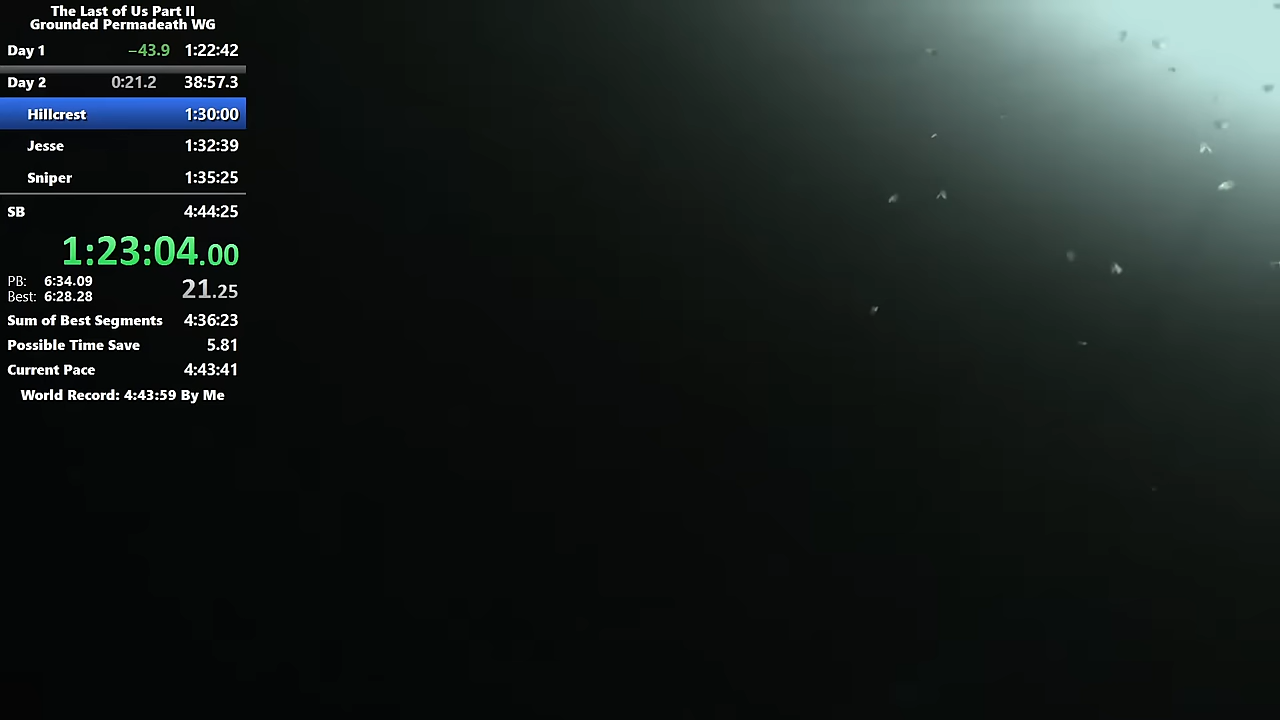 The Last of Us Part II
Grounded Permadeath WG
Day 1 −43.9 1:22:42
Day 2 0:21.2 38:57.3
Hillcrest 1:30:00
Jesse 1:32:39
Sniper 1:35:25
SB 4:44:25
1:23:04.00
PB: 6:34.09
Best: 6:28.28
21.25
Sum of Best Segments 4:36:23
Possible Time Save 5.81
Current Pace 4:43:41
World Record: 4:43:59 By Me